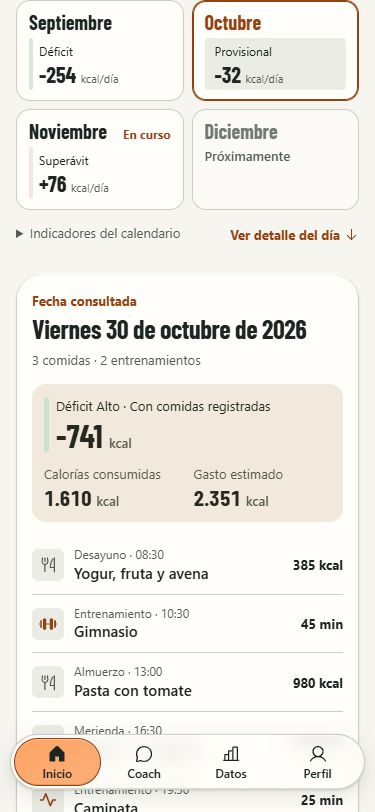 Septiembre
Déficit
-254 kcal/día
Octubre
Provisional
-32 kcal/día
Noviembre En curso
Superávit
+76 kcal/día
Diciembre
Próximamente
▶ Indicadores del calendario
Ver detalle del día ↓
Fecha consultada
Viernes 30 de octubre de 2026
3 comidas · 2 entrenamientos
Déficit Alto · Con comidas registradas
-741 kcal
Calorías consumidas
1.610 kcal
Gasto estimado
2.351 kcal
Desayuno · 08:30
Yogur, fruta y avena
385 kcal
Entrenamiento · 10:30
Gimnasio
45 min
Almuerzo · 13:00
Pasta con tomate
980 kcal
Merienda · 16:30
Inicio
Coach
Datos
Perfil
Entrenamiento · 19:30
Caminata
25 min